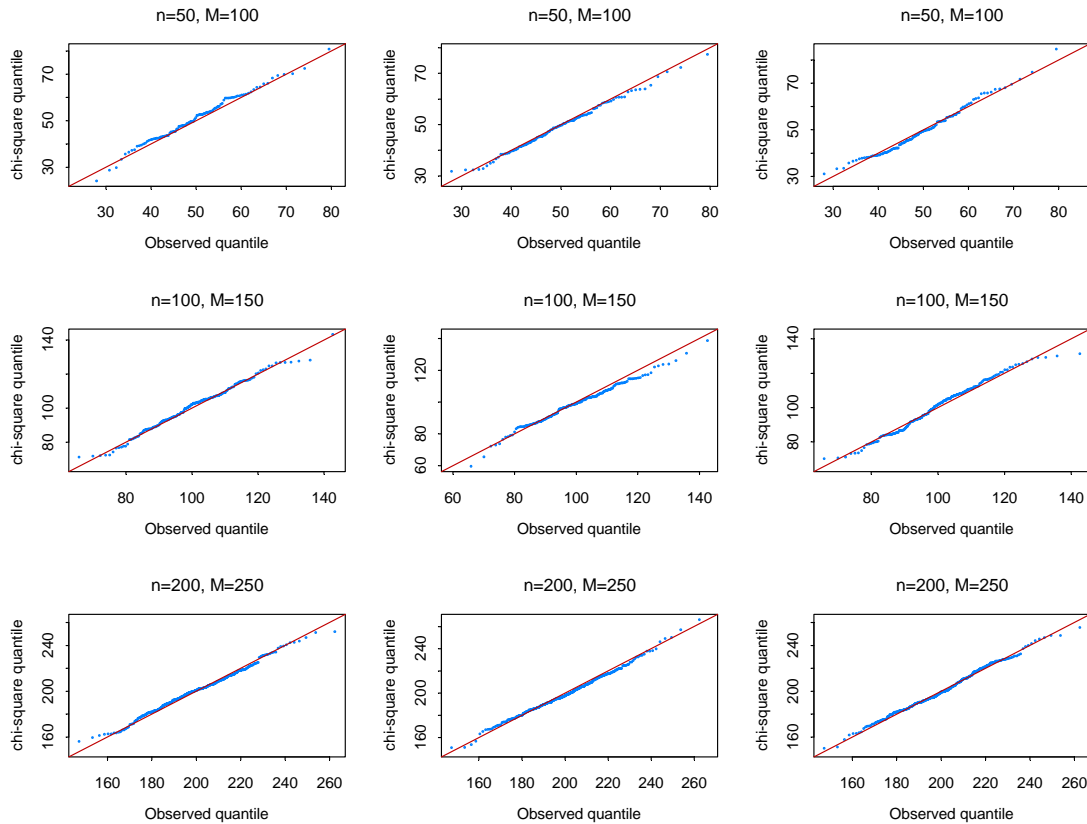 n=50, M=100
n=50, M=100
n=50, M=100
chi-square quantile
30
50
70
30 40 50 60 70 80
Observed quantile
chi-square quantile
30
50
70
30 40 50 60 70 80
Observed quantile
chi-square quantile
30
50
70
30 40 50 60 70 80
Observed quantile
n=100, M=150
n=100, M=150
n=100, M=150
chi-square quantile
80
100
140
80 100 120 140
Observed quantile
chi-square quantile
60
80
120
60 80 100 120 140
Observed quantile
chi-square quantile
80
100
140
80 100 120 140
Observed quantile
n=200, M=250
n=200, M=250
n=200, M=250
chi-square quantile
160
200
240
160 180 200 220 240 260
Observed quantile
chi-square quantile
160
200
240
160 180 200 220 240 260
Observed quantile
chi-square quantile
160
200
240
160 180 200 220 240 260
Observed quantile